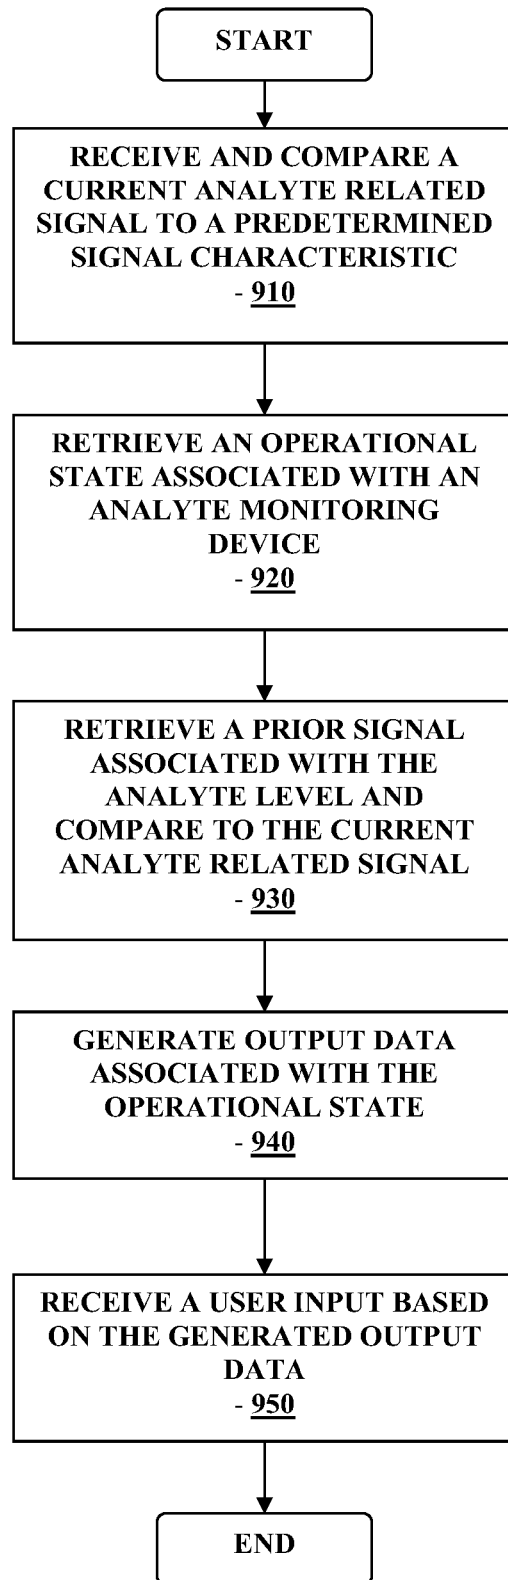 START
RECEIVE AND COMPARE A
CURRENT ANALYTE RELATED
SIGNAL TO A PREDETERMINED
SIGNAL CHARACTERISTIC
- 910
RETRIEVE AN OPERATIONAL
STATE ASSOCIATED WITH AN
ANALYTE MONITORING
DEVICE
- 920
RETRIEVE A PRIOR SIGNAL
ASSOCIATED WITH THE
ANALYTE LEVEL AND
COMPARE TO THE CURRENT
ANALYTE RELATED SIGNAL
- 930
GENERATE OUTPUT DATA
ASSOCIATED WITH THE
OPERATIONAL STATE
- 940
RECEIVE A USER INPUT BASED
ON THE GENERATED OUTPUT
DATA
- 950
END